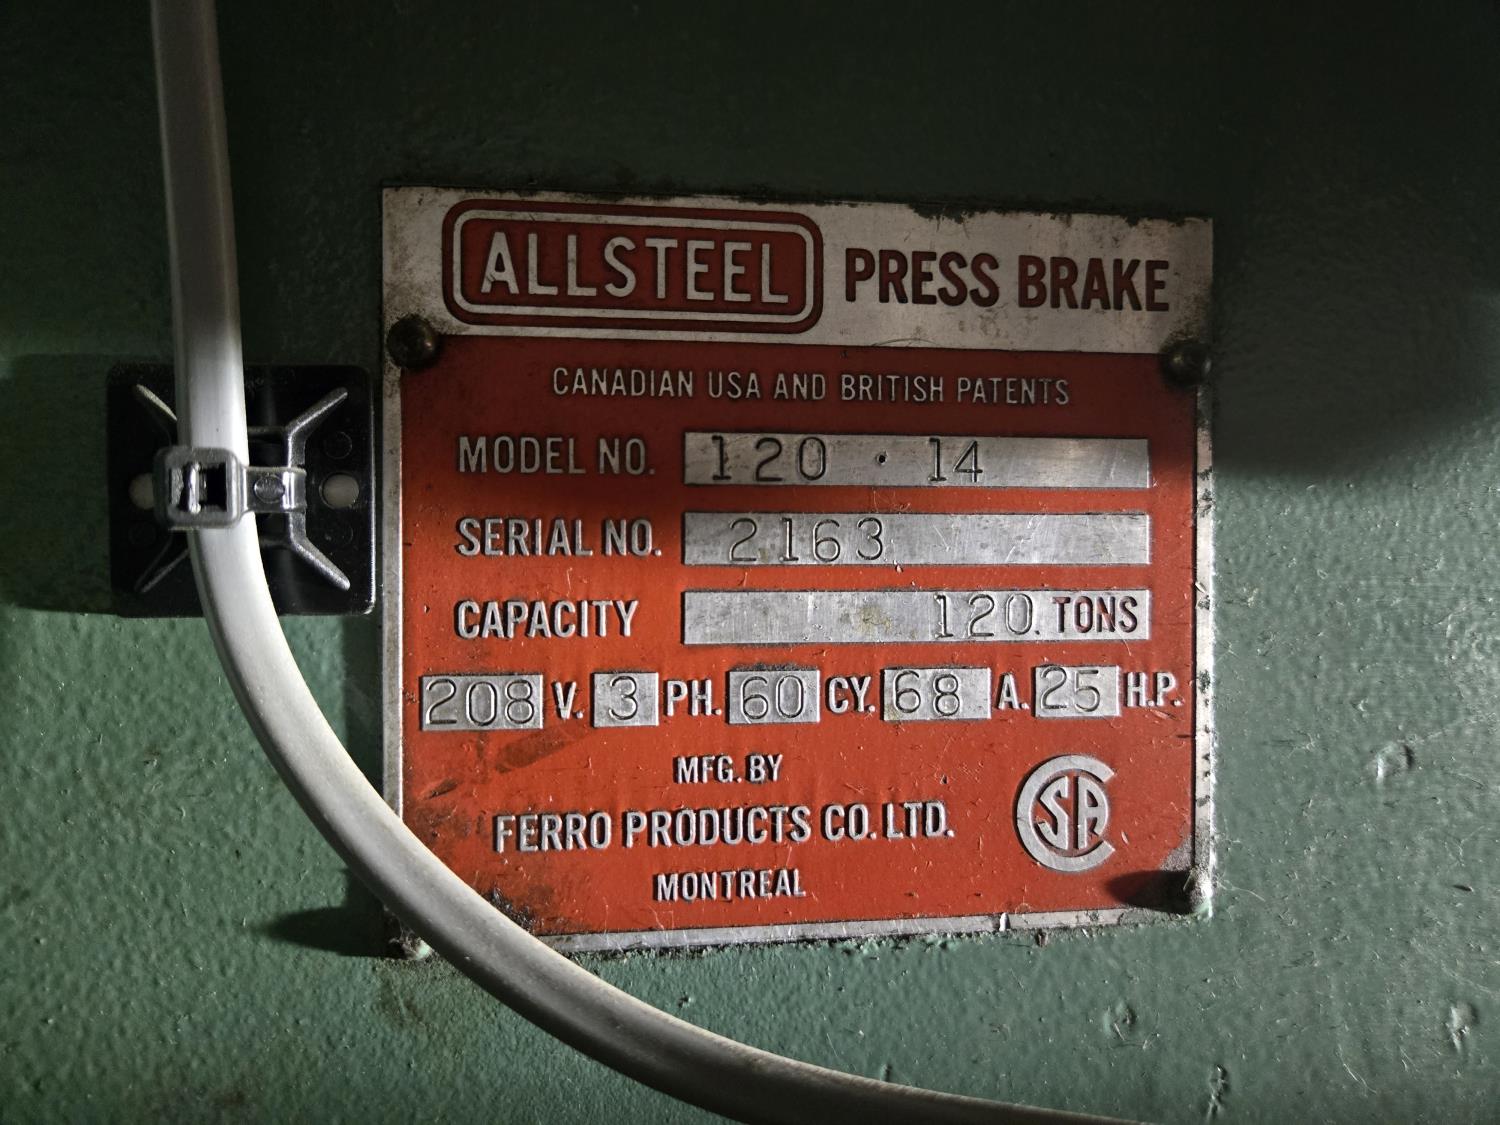 ALLSTEEL PRESS BRAKE
CANADIAN USA AND BRITISH PATENTS
MODEL NO. 120 · 14
SERIAL NO. 2163
CAPACITY 120. TONS
208 V. 3 PH. 60 CY. 68 A. 25 H.P.
MFG. BY
FERRO PRODUCTS CO. LTD.
MONTREAL
CSA